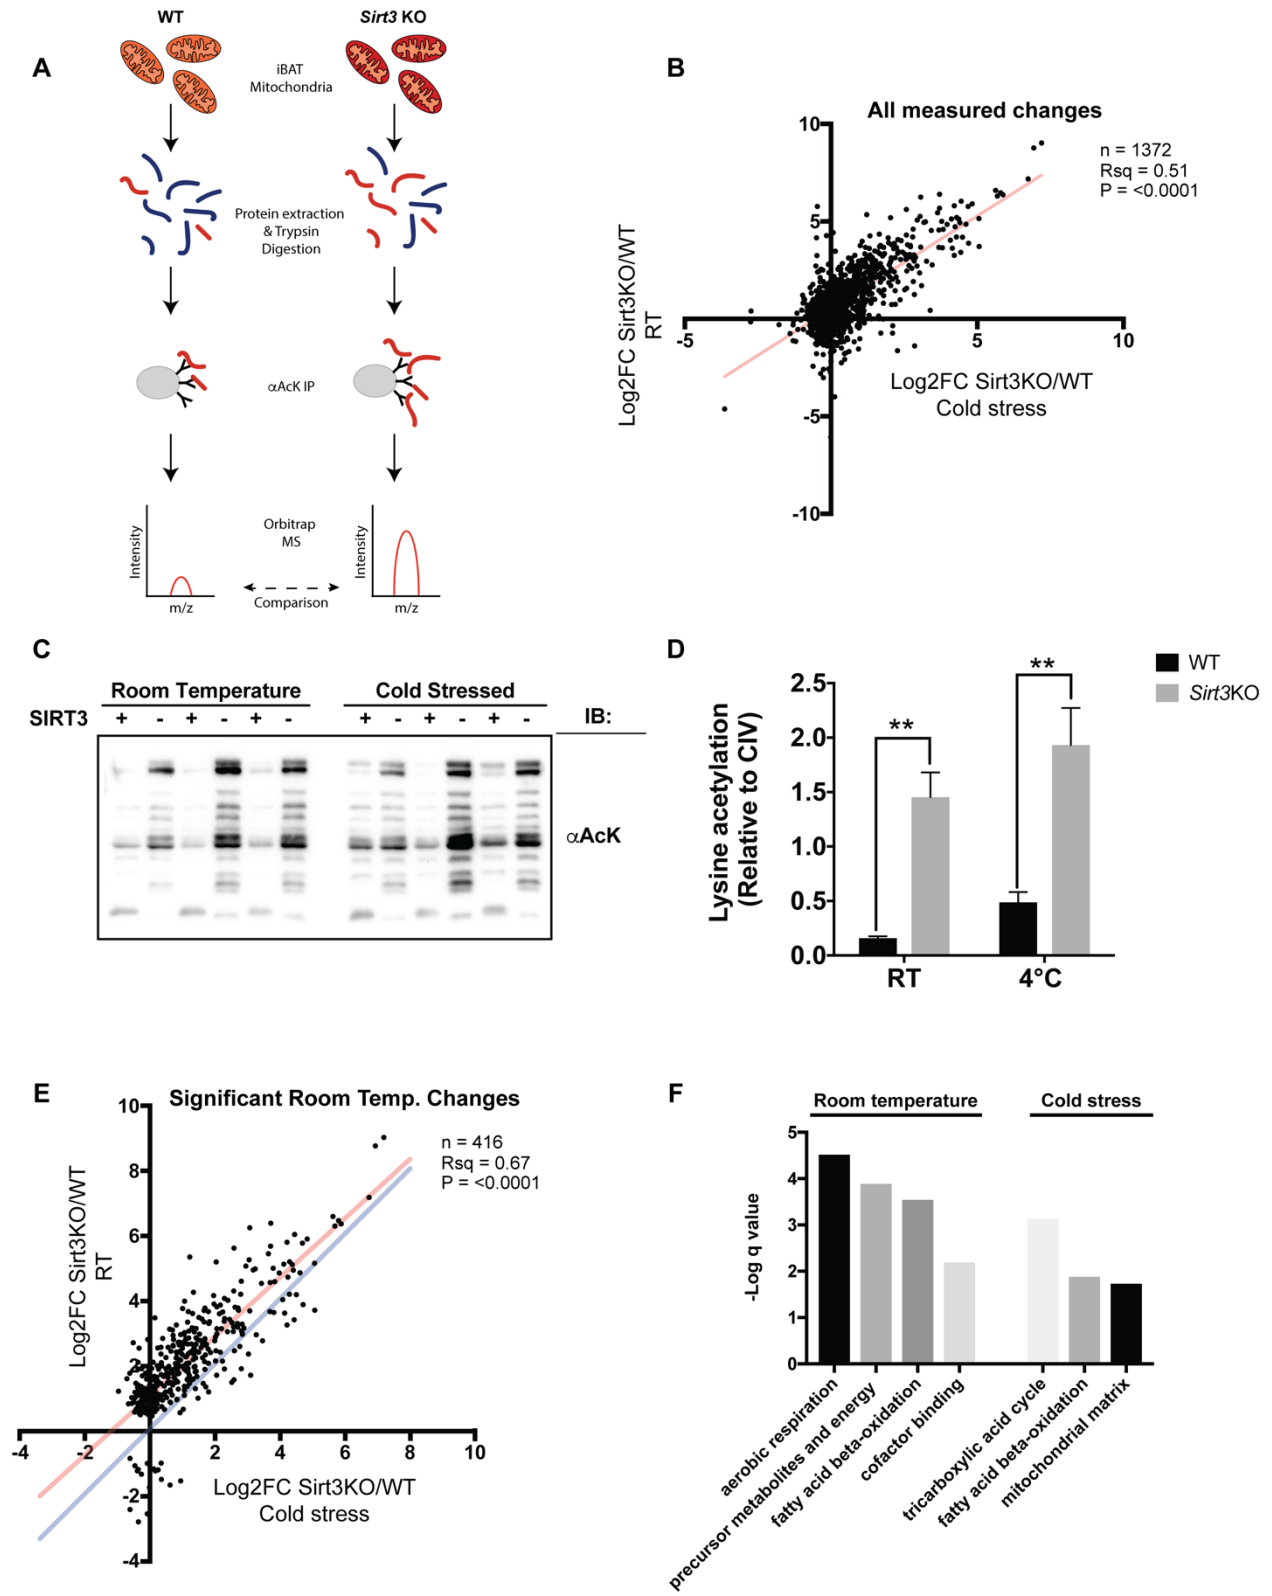 A
WT
Sirt3 KO
iBAT
Mitochondria
Protein extraction
& Trypsin
Digestion
αAcK IP
Orbitrap
MS
Comparison
Intensity
m/z
Intensity
m/z
B
All measured changes
n = 1372
Rsq = 0.51
P = <0.0001
Log2FC Sirt3KO/WT
RT
10
5
-5
-10
-5
5
10
Log2FC Sirt3KO/WT
Cold stress
C
Room Temperature
Cold Stressed
SIRT3 + - + - + - + - + - + - IB:
αAcK
D
WT
Sirt3KO
Lysine acetylation
(Relative to CIV)
2.5
2.0
1.5
1.0
0.5
0.0
**
**
RT
4°C
E
Significant Room Temp. Changes
n = 416
Rsq = 0.67
P = <0.0001
Log2FC Sirt3KO/WT
RT
10
8
6
4
2
-2
-4
-4 -2 2 4 6 8 10
Log2FC Sirt3KO/WT
Cold stress
F
Room temperature
Cold stress
-Log q value
5
4
3
2
1
0
aerobic respiration
precursor metabolites and energy
fatty acid beta-oxidation
cofactor binding
tricarboxylic acid cycle
fatty acid beta-oxidation
mitochondrial matrix